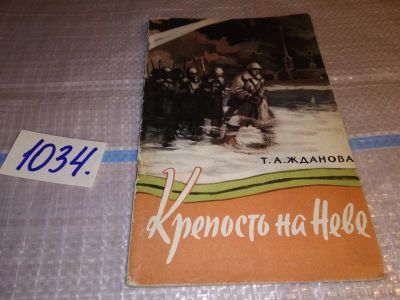 1034.
Т. А. ЖДАНОВА
Крепость на Неве